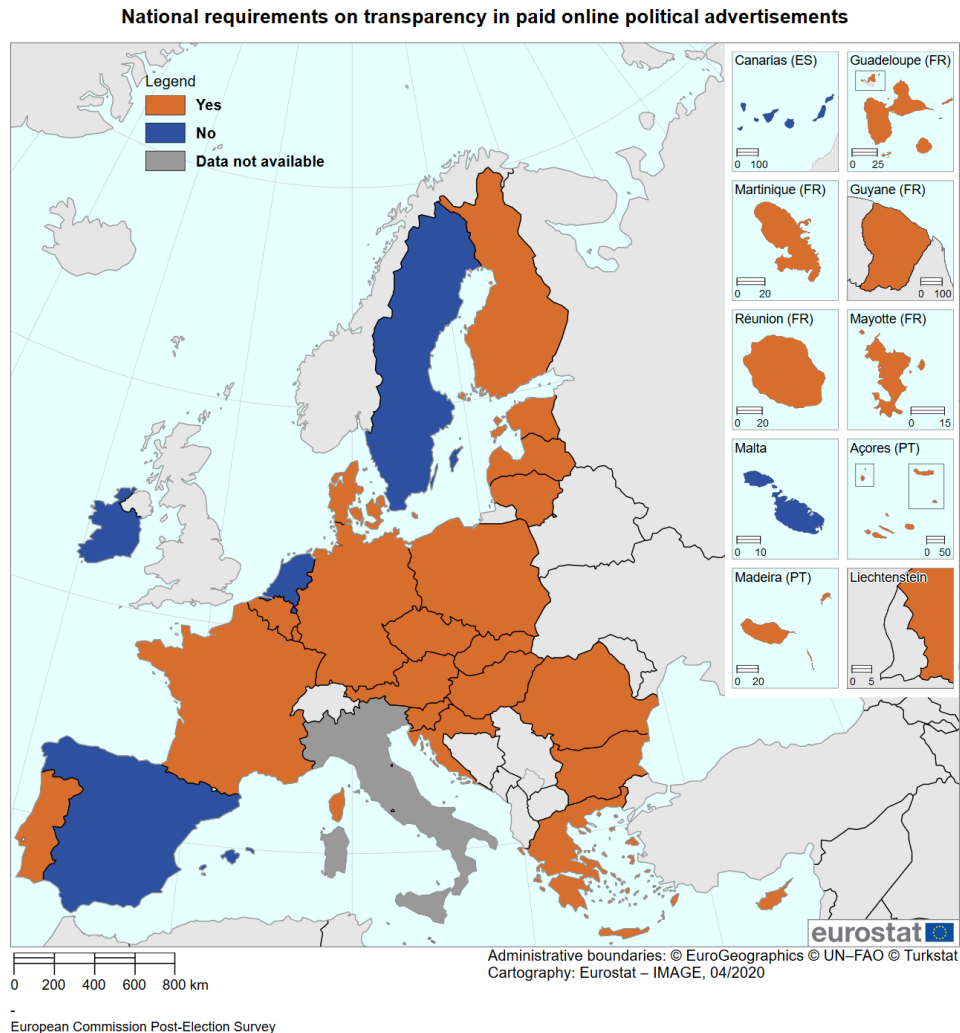 National requirements on transparency in paid online political advertisements
Legend
Yes
No
Data not available
Canarias (ES)
0 100
Guadeloupe (FR)
0 25
Martinique (FR)
0 20
Guyane (FR)
0 100
Réunion (FR)
0 20
Mayotte (FR)
0 15
Malta
0 10
Açores (PT)
0 50
Madeira (PT)
0 20
Liechtenstein
0 5
eurostat
Administrative boundaries: © EuroGeographics © UN–FAO © Turkstat
Cartography: Eurostat – IMAGE, 04/2020
0 200 400 600 800 km
-
European Commission Post-Election Survey